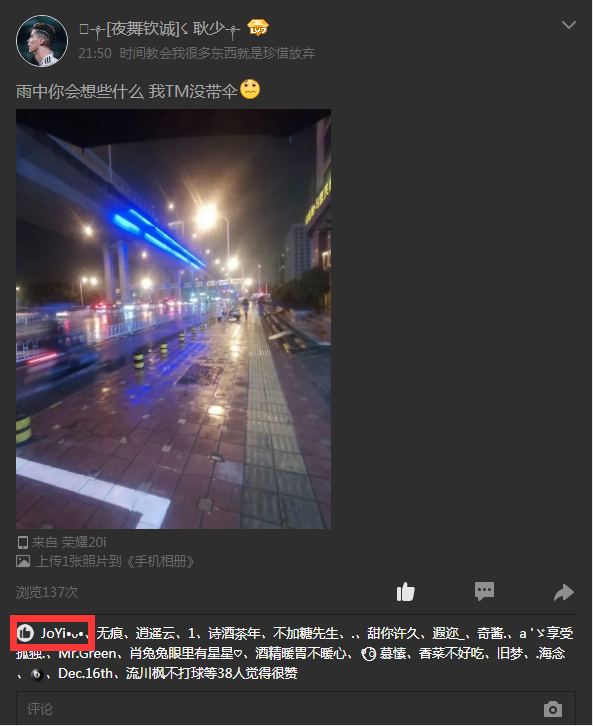 [夜舞钦诚]く耿少
LV9
21:50 时间教会我很多东西就是珍惜放弃
雨中你会想些什么 我TM没带伞
来自 荣耀20i
上传1张照片到《手机相册》
浏览137次
JoYi•ᴗ•、无痕、逍遥云、1、诗酒茶年、不加糖先生、.、甜你许久、遐迩_、奇酱.、a 'ゞ享受
孤独.、Mr.Green、肖兔兔眼里有星星♡、酒精暖胃不暖心、慕愫、香菜不好吃、旧梦、.海念
、、Dec.16th、流川枫不打球等38人觉得很赞
评论